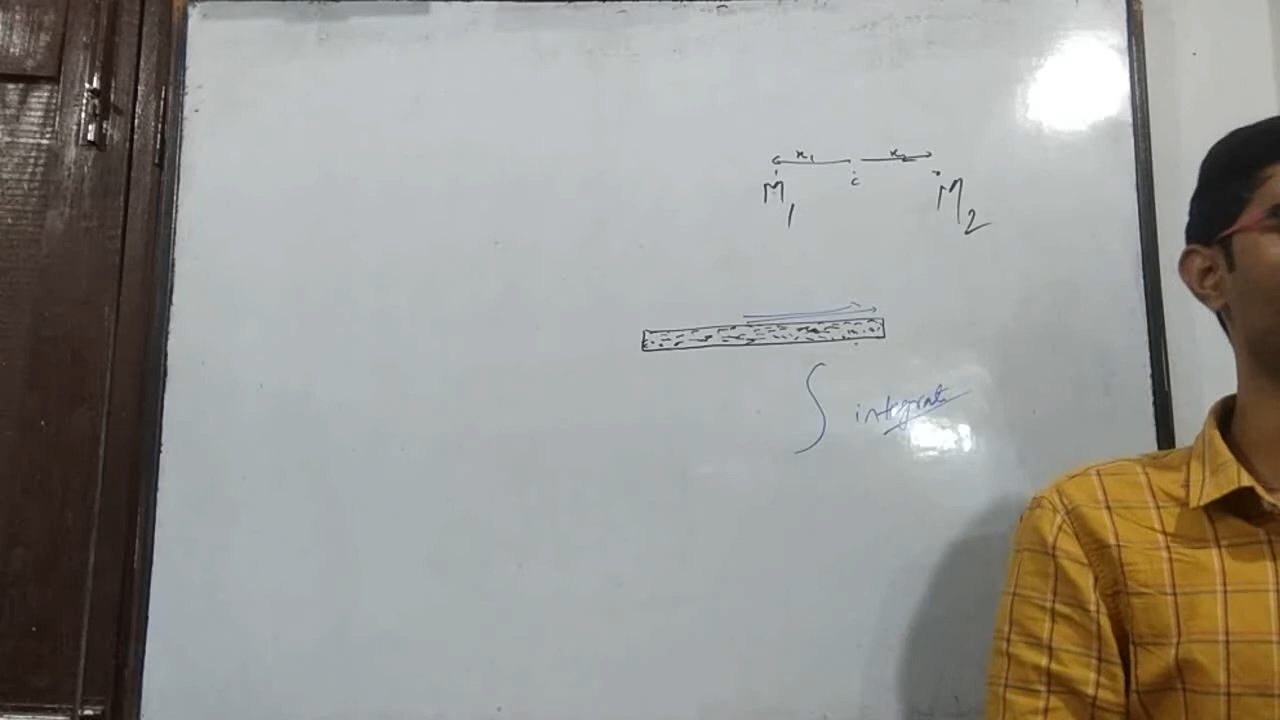 x₁ x₂
c
M₁ M₂
∫ integrate